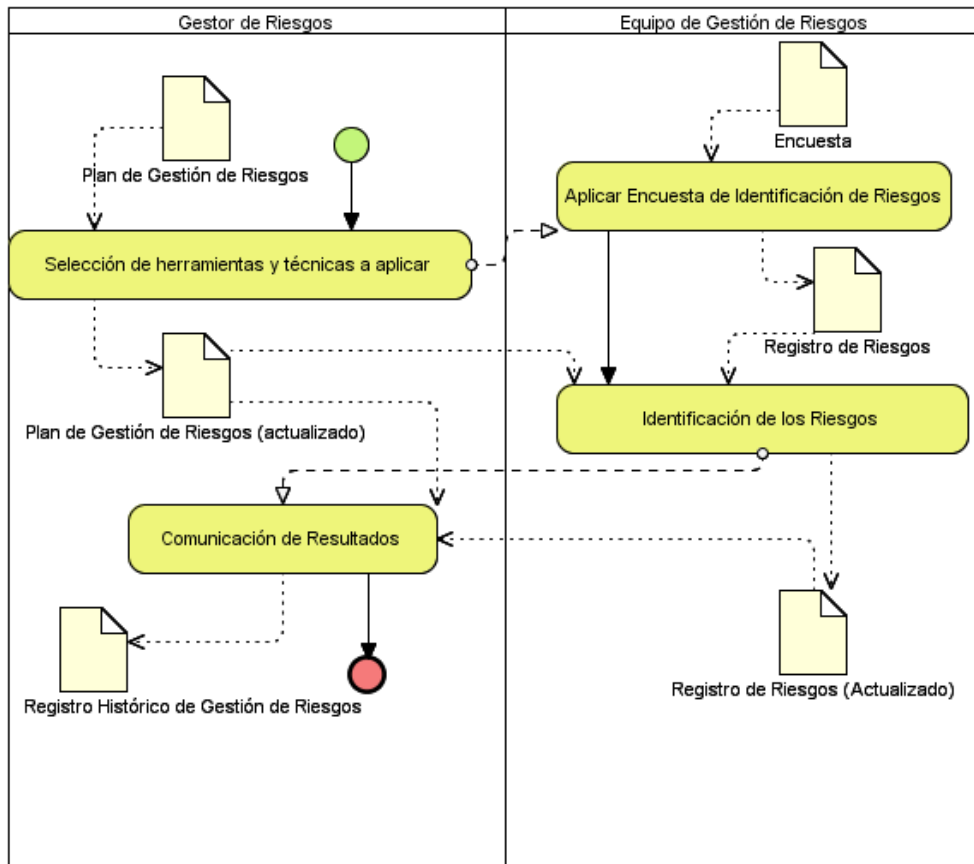 Gestor de Riesgos
Equipo de Gestión de Riesgos
Plan de Gestión de Riesgos
Encuesta
Aplicar Encuesta de Identificación de Riesgos
Selección de herramientas y técnicas a aplicar
Registro de Riesgos
Plan de Gestión de Riesgos (actualizado)
Identificación de los Riesgos
Comunicación de Resultados
Registro Histórico de Gestión de Riesgos
Registro de Riesgos (Actualizado)